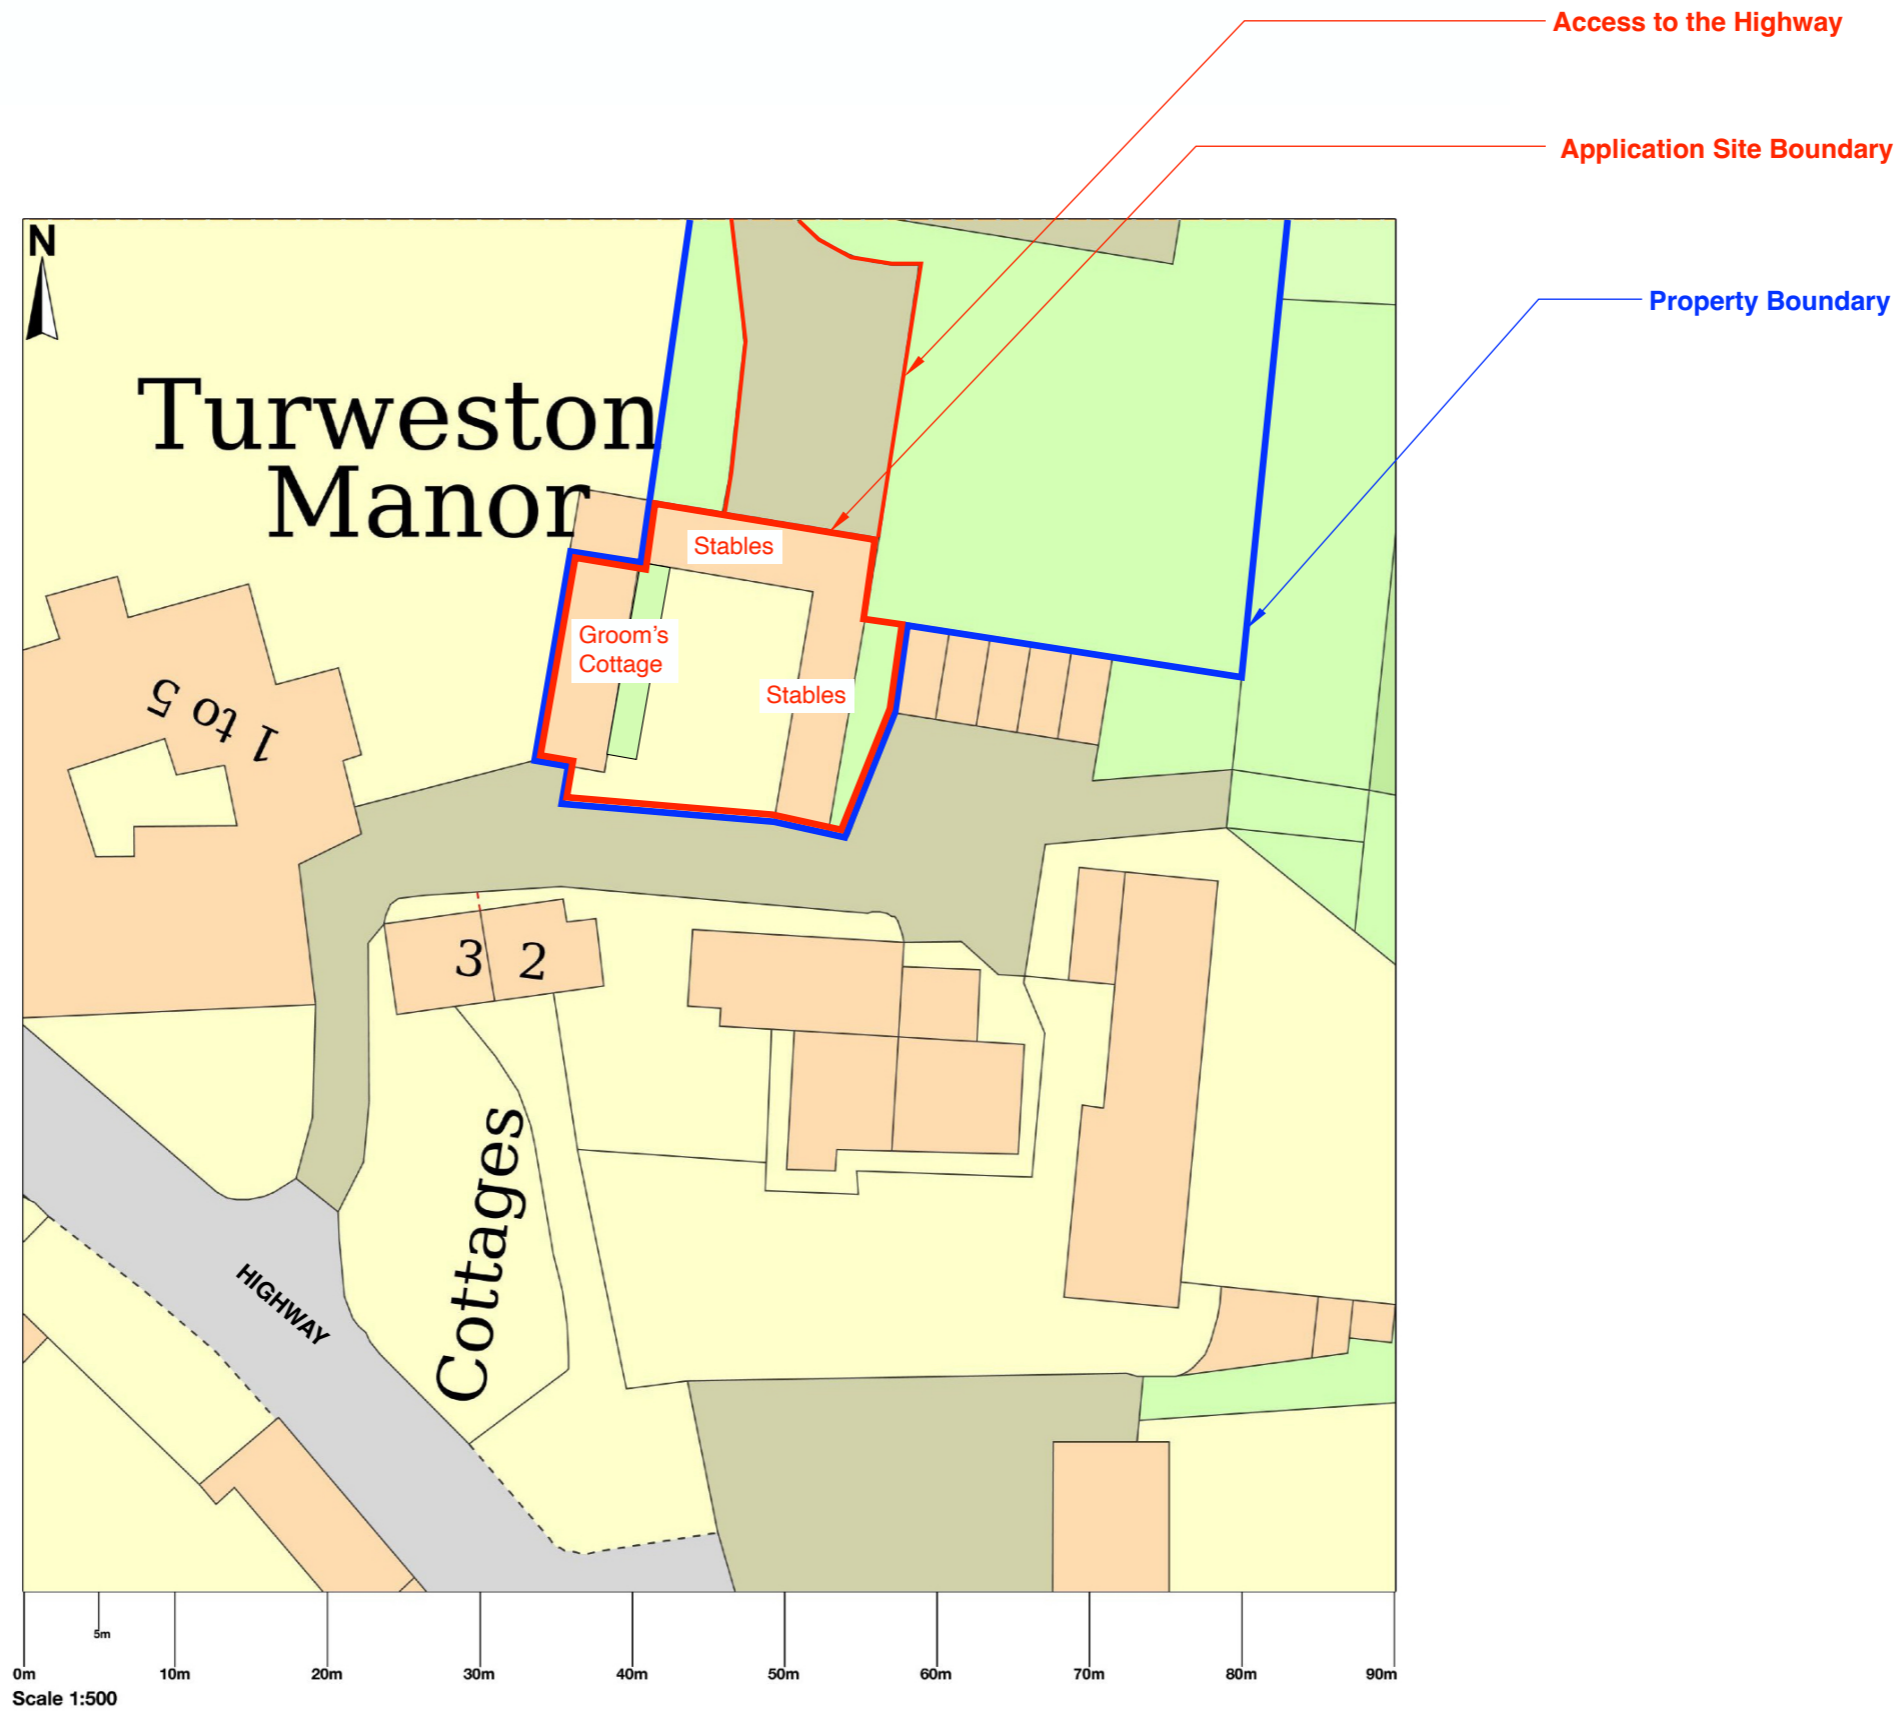 Access to the Highway
Application Site Boundary
N
Property Boundary
Turweston
Manor
Stables
Groom's
Cottage
Stables
1 to 5
3
2
Cottages
HIGHWAY
5m
0m
10m
20m
30m
40m
50m
60m
70m
80m
90m
Scale 1:500